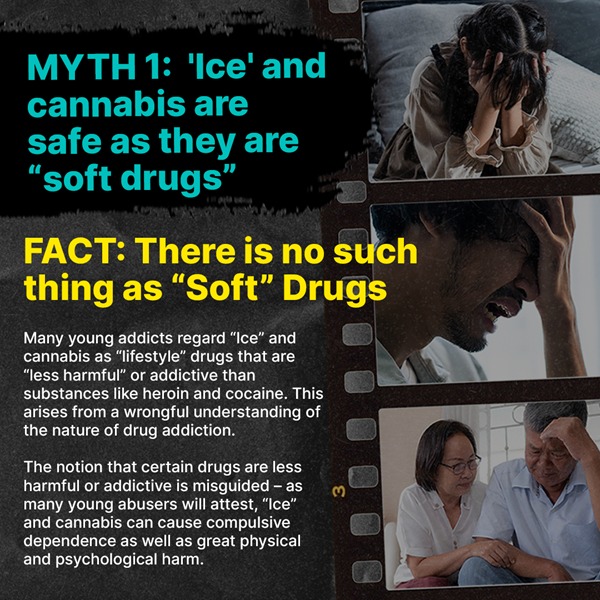 MYTH 1: 'Ice' and
cannabis are
safe as they are
“soft drugs”
FACT: There is no such
thing as “Soft” Drugs
Many young addicts regard “Ice” and
cannabis as “lifestyle” drugs that are
“less harmful” or addictive than
substances like heroin and cocaine. This
arises from a wrongful understanding of
the nature of drug addiction.
The notion that certain drugs are less
harmful or addictive is misguided – as
many young abusers will attest, “Ice”
and cannabis can cause compulsive
dependence as well as great physical
and psychological harm.
3